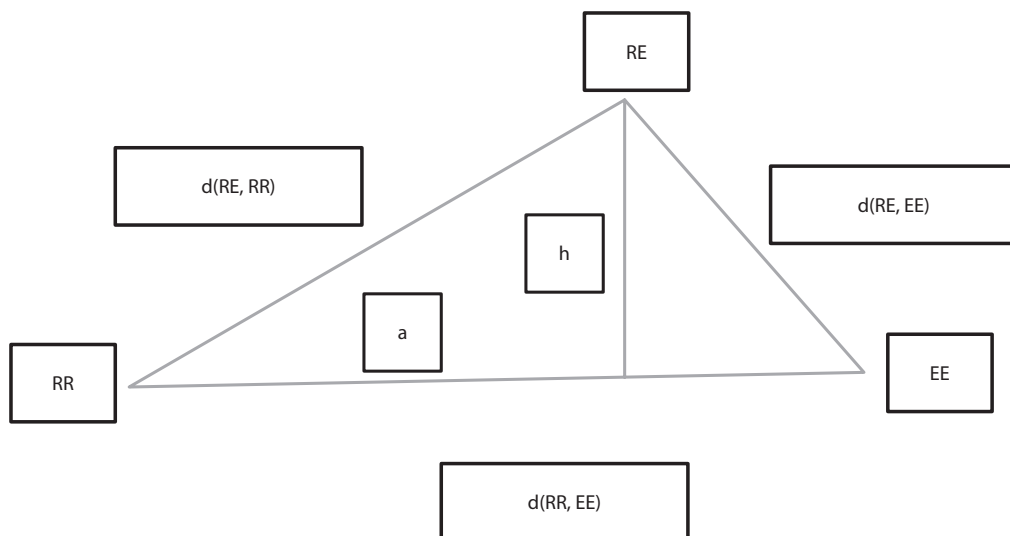 RE
d(RE, RR)
d(RE, EE)
h
a
RR
EE
d(RR, EE)